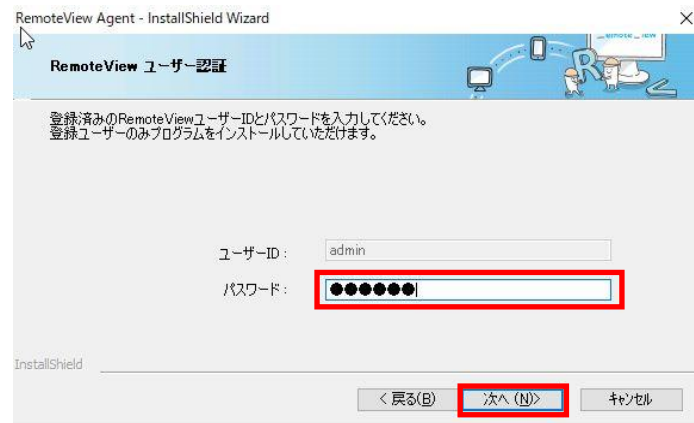 RemoteView Agent - InstallShield Wizard
RemoteView ユーザー認証
登録済みのRemoteViewユーザーIDとパスワードを入力してください。
登録ユーザーのみプログラムをインストールしていただけます。
ユーザーID :
admin
パスワード :
●●●●●●
InstallShield
< 戻る(B)
次へ (N)>
キャンセル